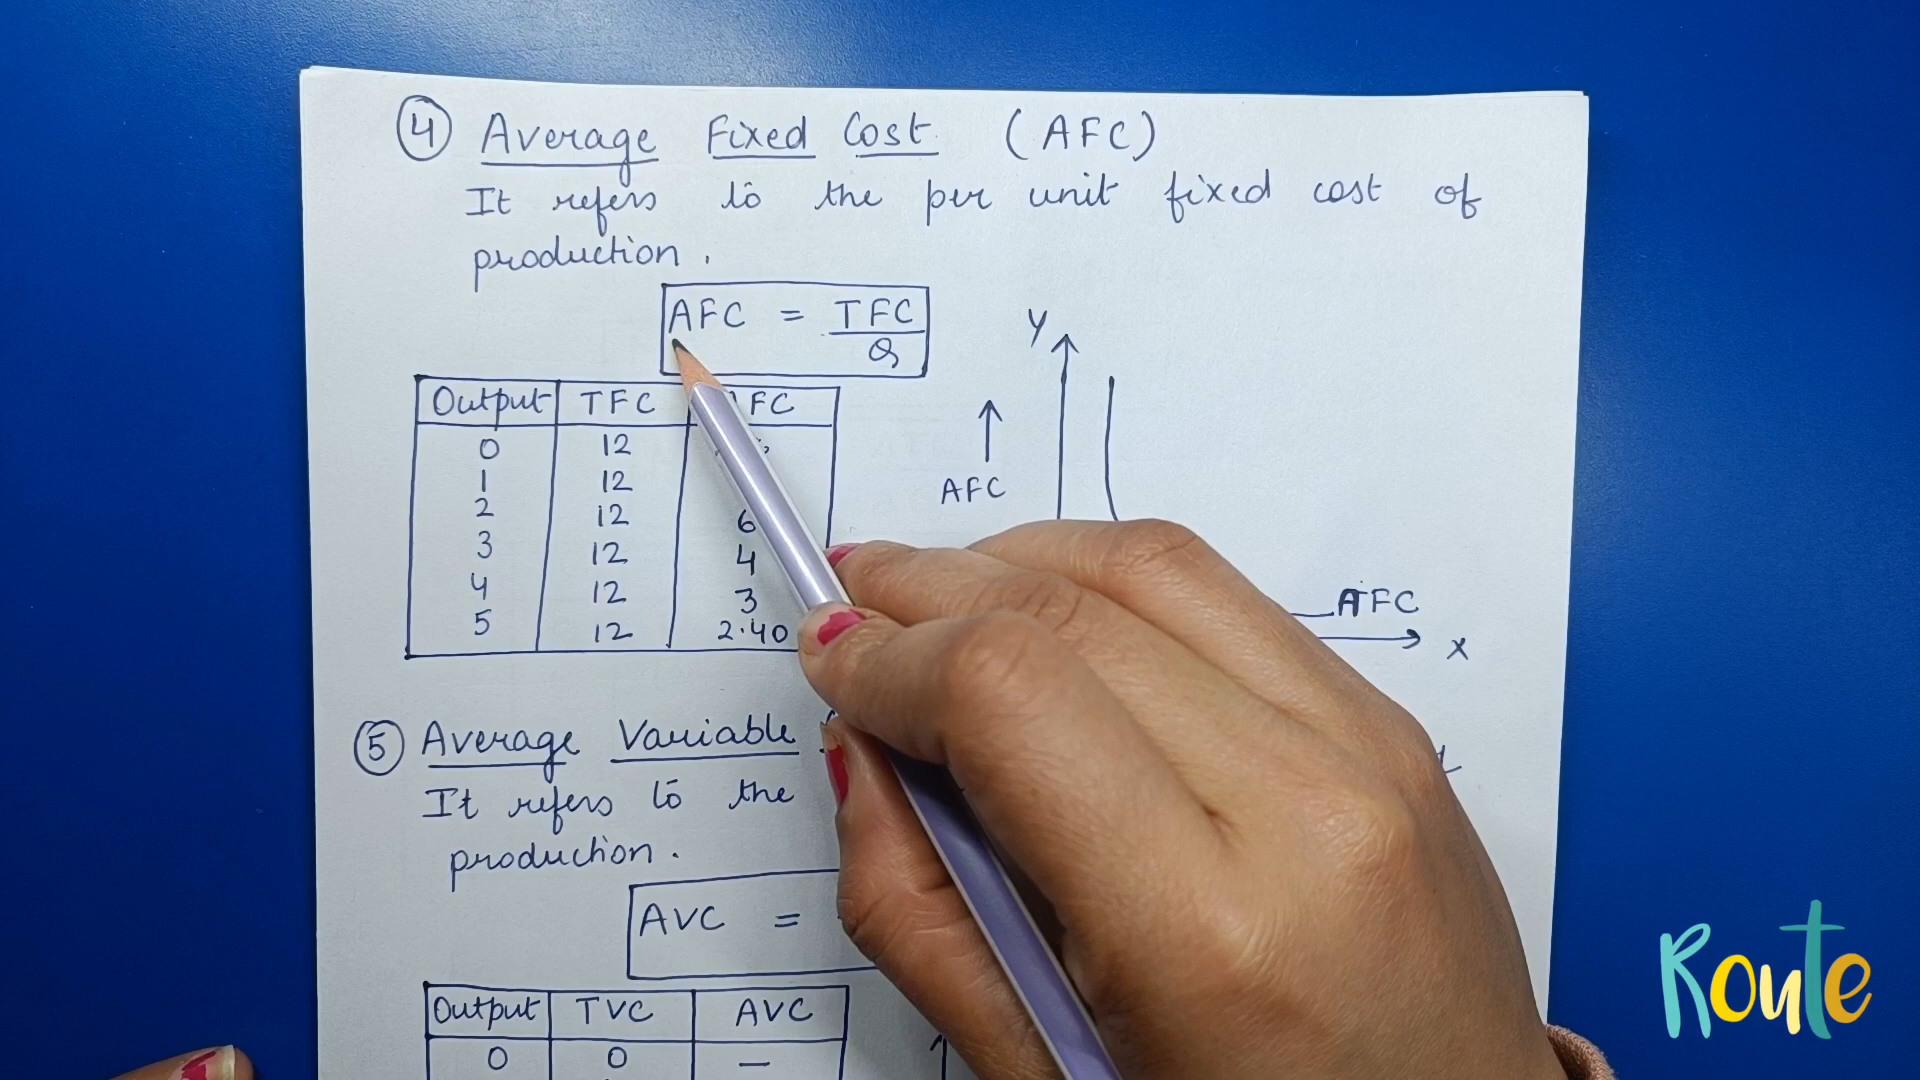 4 Average Fixed Cost (AFC)
It refers to the per unit fixed cost of
production.
AFC = TFC
Q
Output TFC AFC
0 12
1 12
2 12 6
3 12 4
4 12 3
5 12 2.40
Y
AFC
AFC
X
5 Average Variable
It refers to the
production.
AVC =
Output TVC AVC
0 0 —
Route